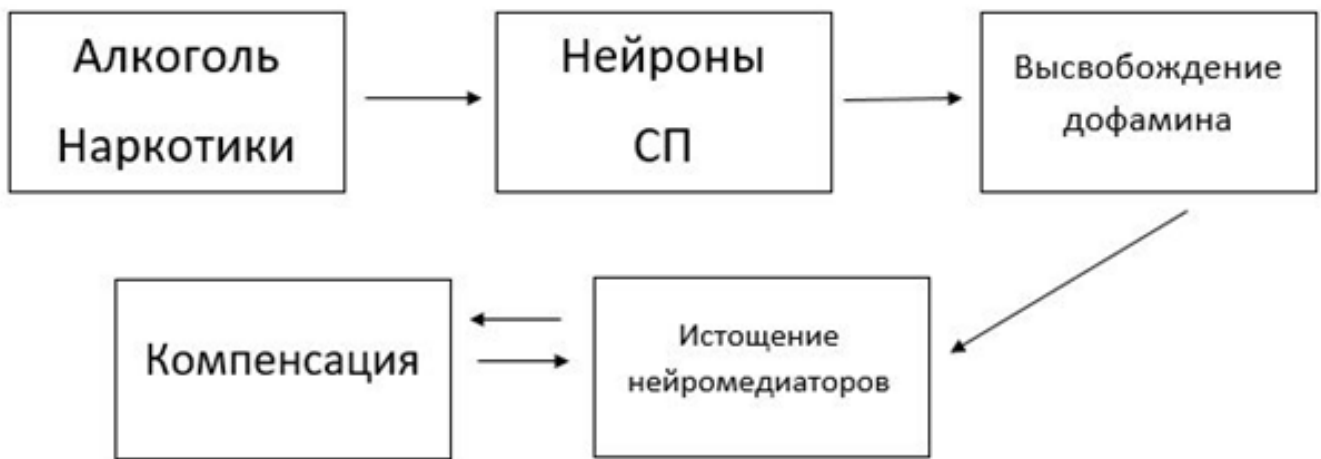 Алкоголь
Наркотики
Нейроны
СП
Высвобождение
дофамина
Компенсация
Истощение
нейромедиаторов